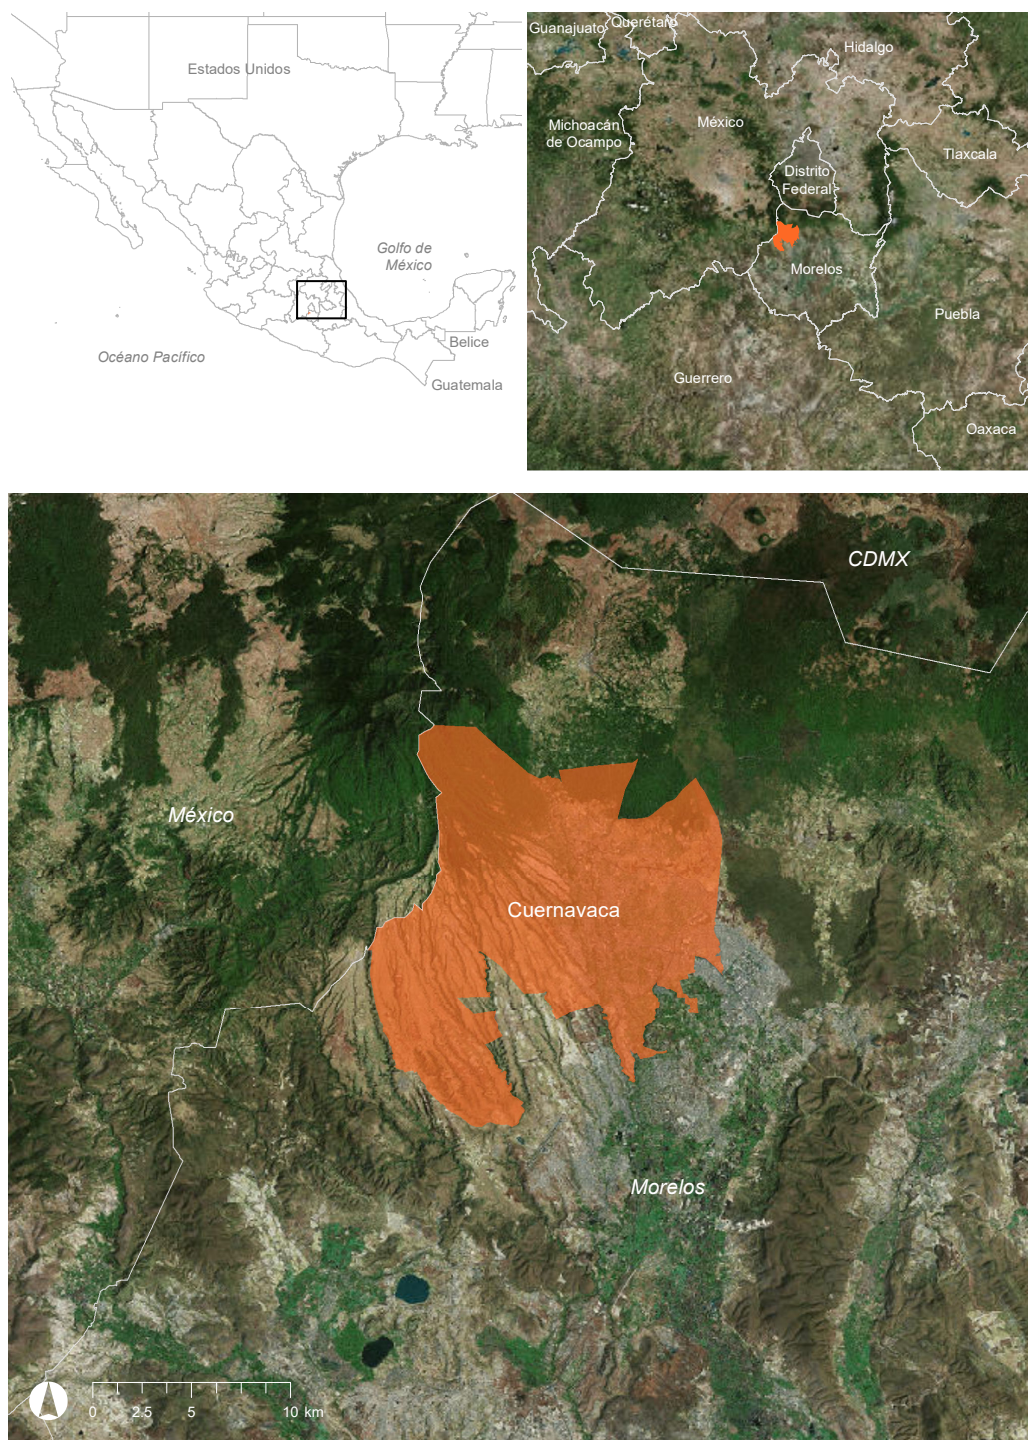 Estados Unidos
Golfo de
México
Océano Pacífico
Belice
Guatemala
Guanajuato
Querétaro
Hidalgo
México
Michoacán
de Ocampo
Tlaxcala
Distrito
Federal
Morelos
Puebla
Guerrero
Oaxaca
CDMX
México
Cuernavaca
Morelos
0 2.5 5 10 km